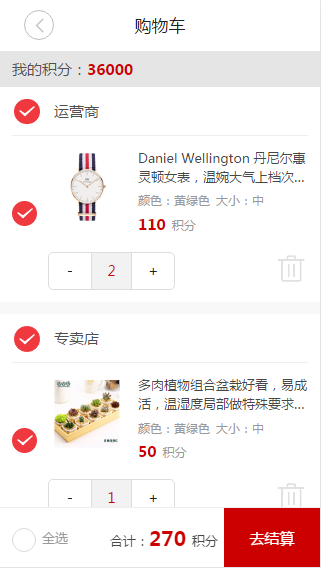 购物车
我的积分：36000
运营商
Daniel Wellington 丹尼尔惠
灵顿女表，温婉大气上档次...
颜色：黄绿色 大小：中
110 积分
- 2 +
专卖店
多肉植物组合盆栽好看，易成
活，温湿度局部做特殊要求...
颜色：黄绿色 大小：中
50 积分
- 1 +
全选
合计：270 积分
去结算